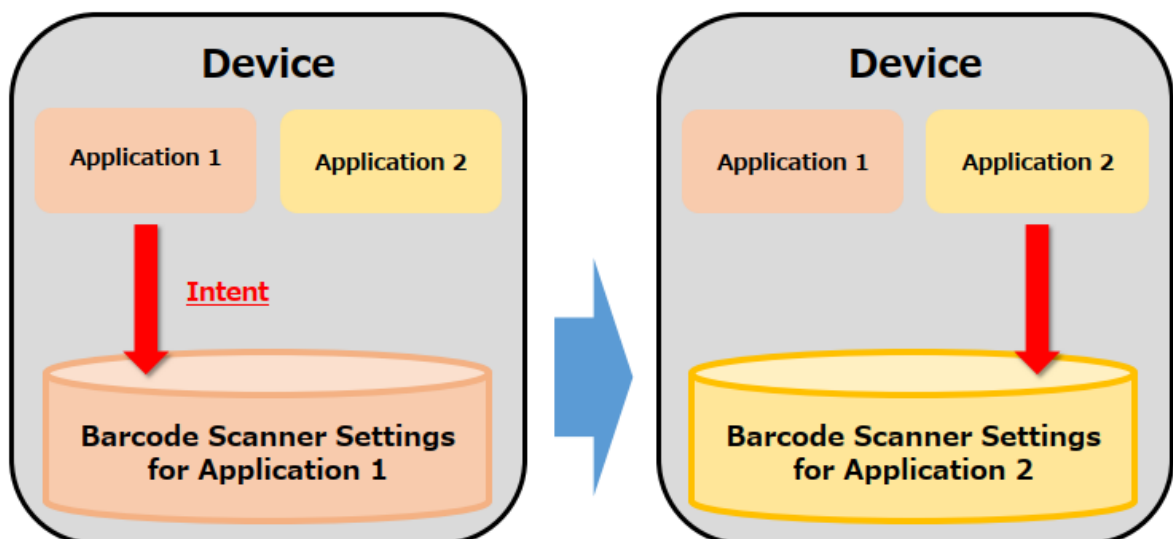 Device
Application 1
Application 2
Intent
Barcode Scanner Settings
for Application 1
Device
Application 1
Application 2
Barcode Scanner Settings
for Application 2